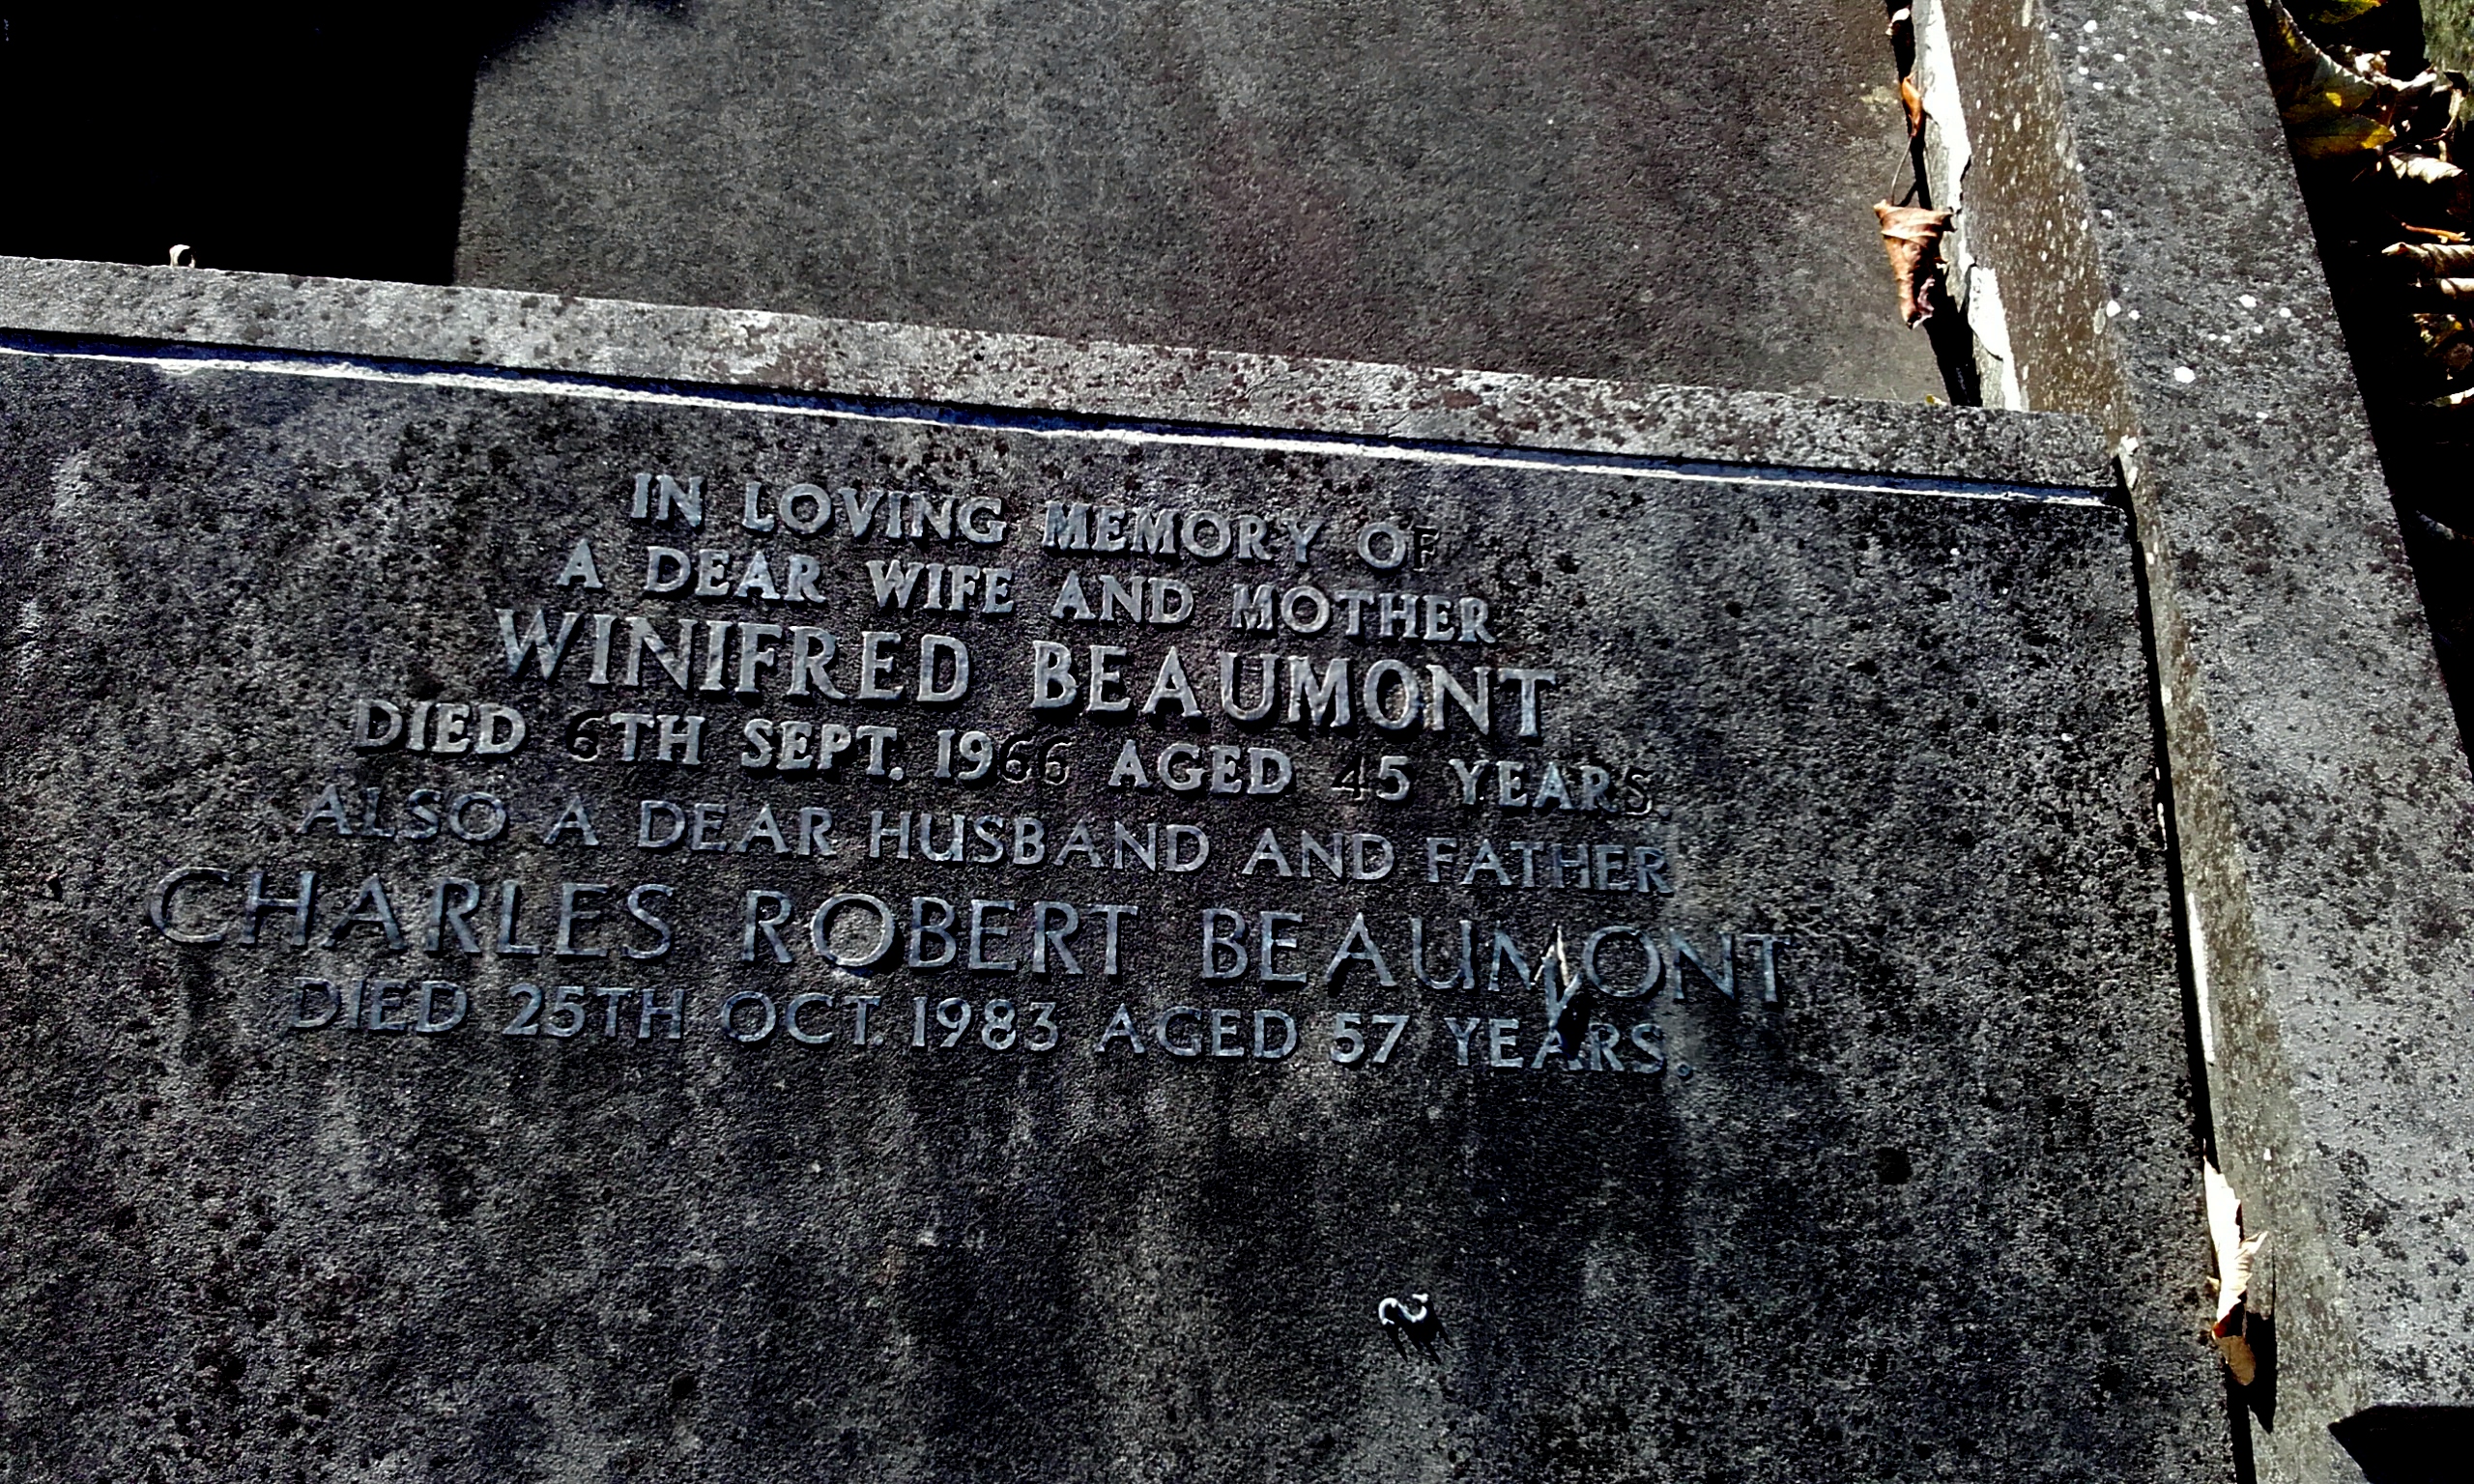 IN LOVING MEMORY OF
A DEAR WIFE AND MOTHER
WINIFRED BEAUMONT
DIED 6TH SEPT. 1966 AGED 45 YEARS.
ALSO A DEAR HUSBAND AND FATHER
CHARLES ROBERT BEAUMONT
DIED 25TH OCT. 1983 AGED 57 YEARS.